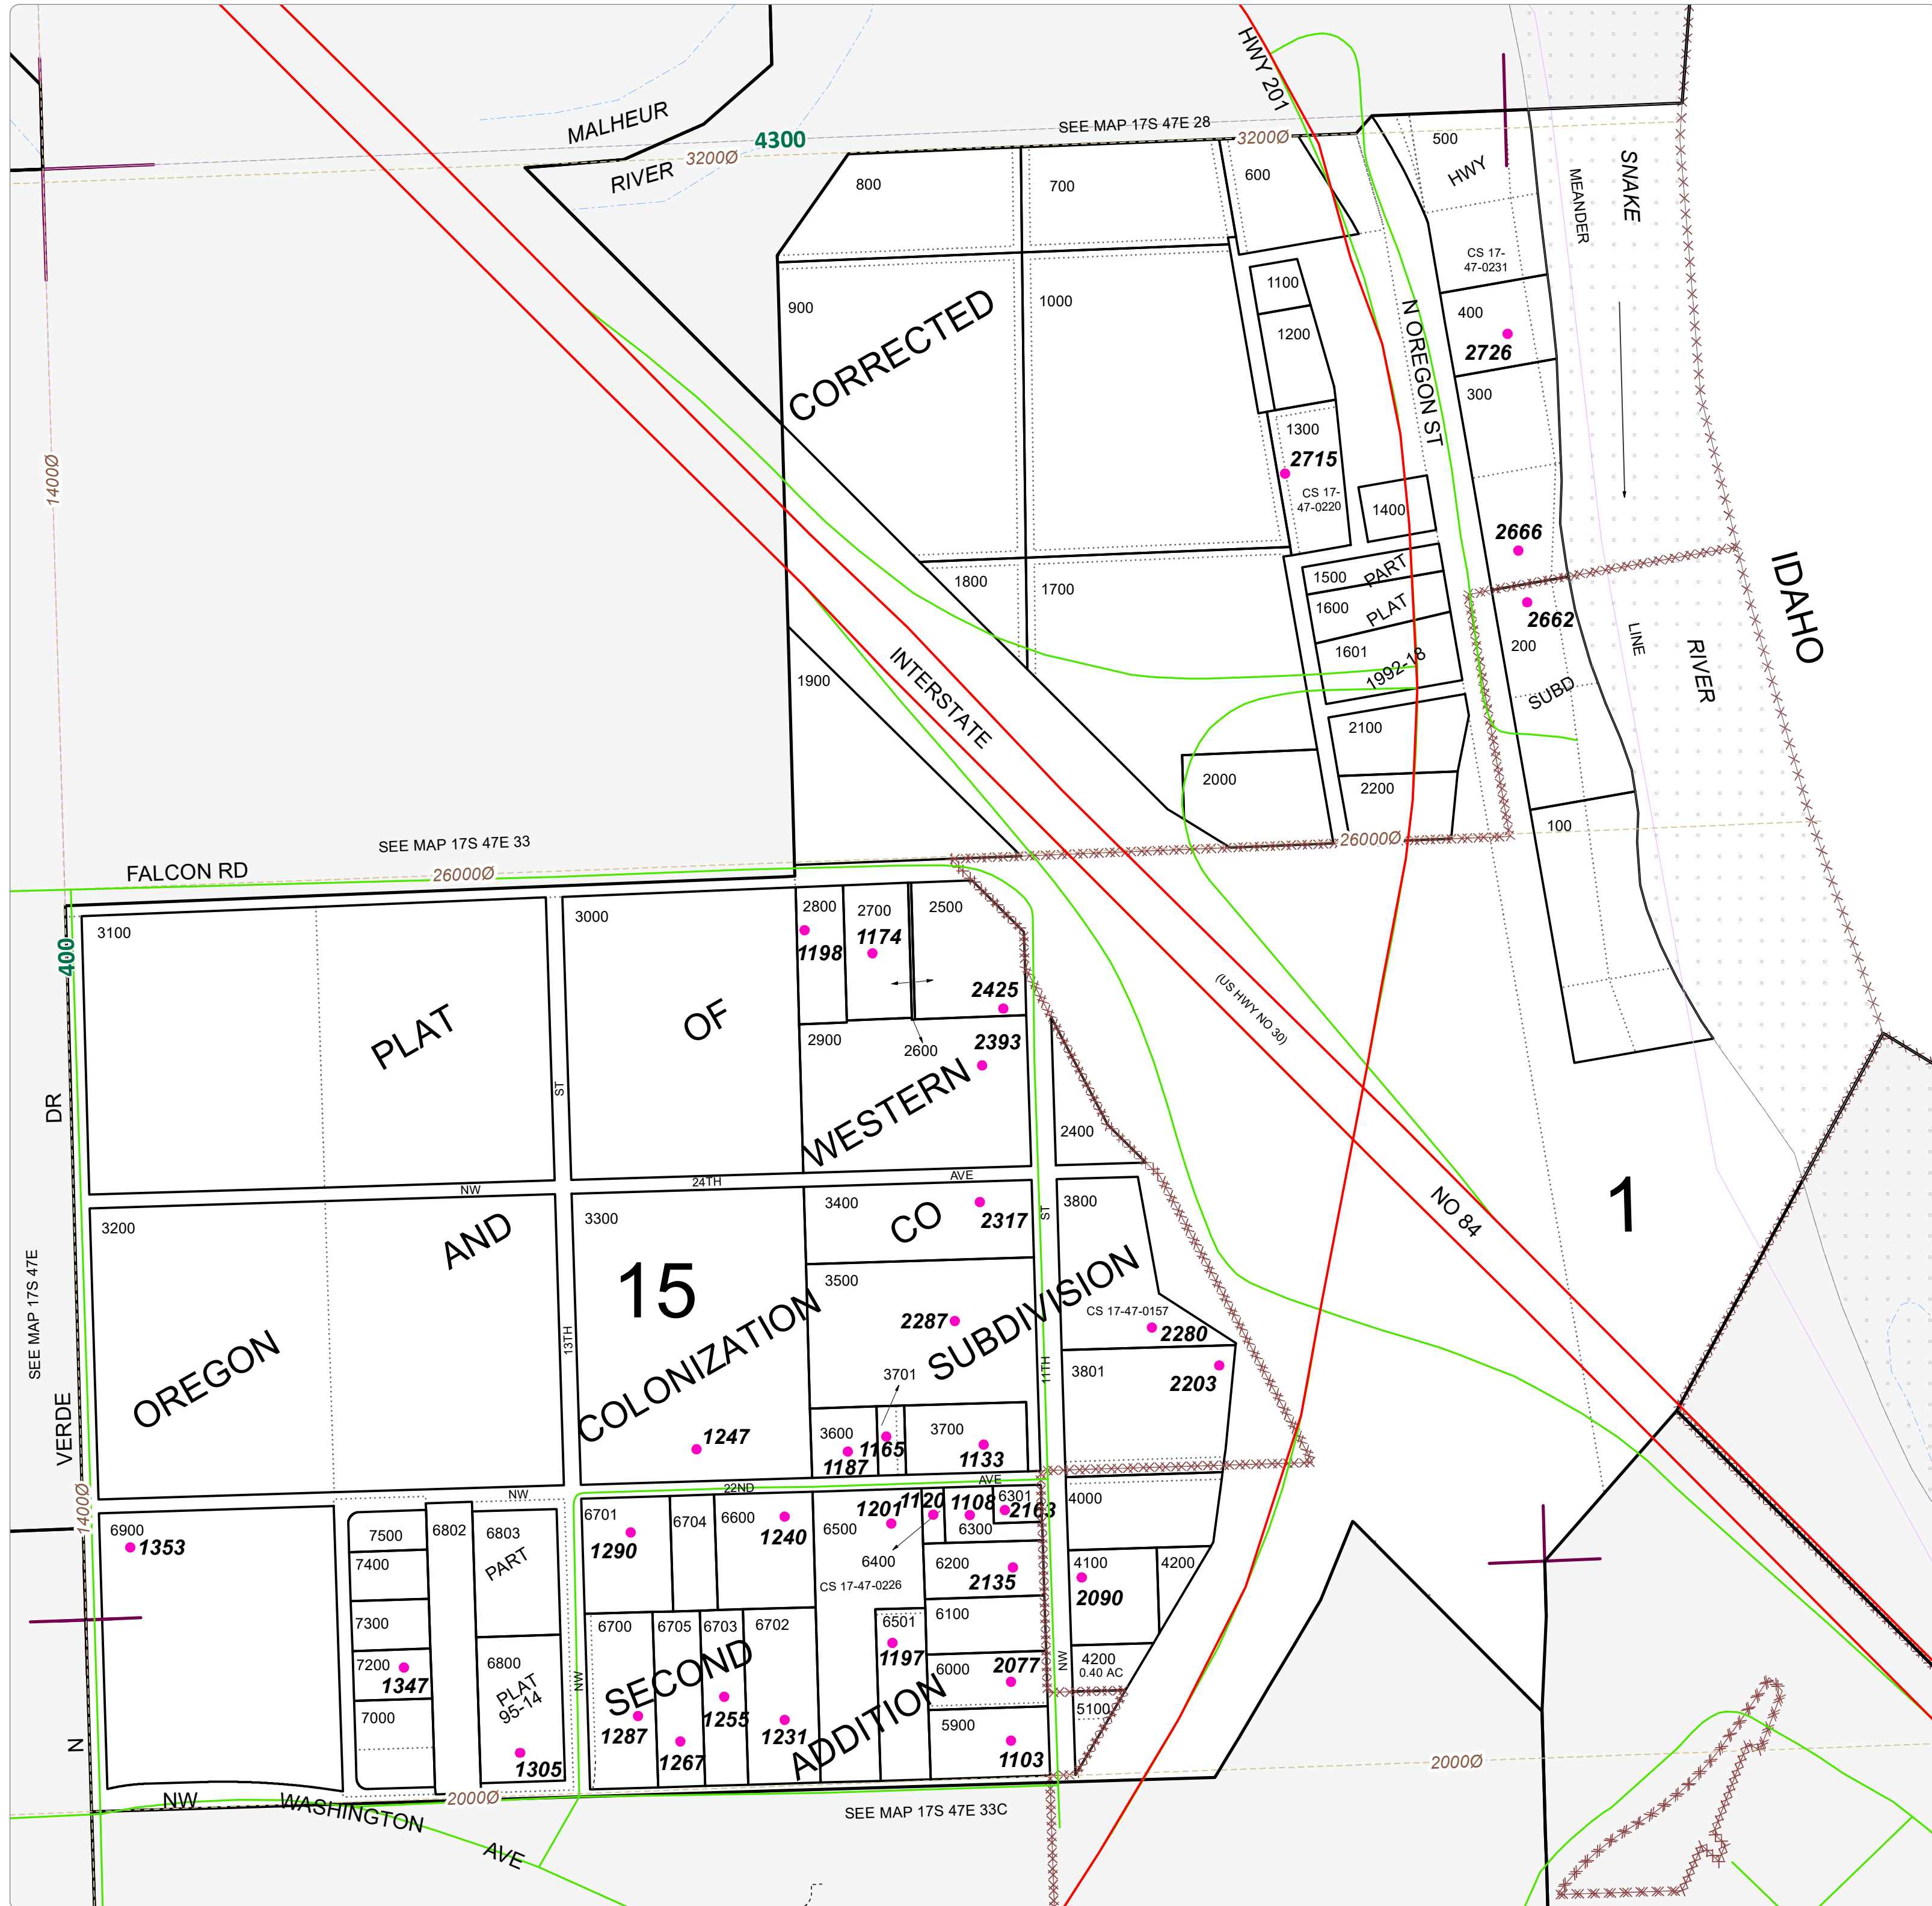 HWY 201
MALHEUR
RIVER
4300
3200Ø
SEE MAP 17S 47E 28
3200Ø
500
HWY
SNAKE
MEANDER
800
700
600
CS 17-
47-0231
1100
1200
900
1000
CORRECTED
N OREGON ST
400
2726
300
1300
2715
CS 17-
47-0220
1400
1400Ø
2666
IDAHO
1800
1700
1500
PART
1600
PLAT
1601
1992-18
2662
200
SUBD
LINE
RIVER
1900
INTERSTATE
2100
2000
2200
100
26000Ø
SEE MAP 17S 47E 33
FALCON RD
26000Ø
400
3100
3000
2800
2700
2500
1198
1174
2425
PLAT
OF
2900
2600
2393
WESTERN
(US HWY NO 30)
DR
ST
2400
NW
24TH
AVE
3200
AND
3300
3400
CO
2317
ST
3800
NO 84
1
SEE MAP 17S 47E
15
3500
SUBDIVISION
CS 17-47-0157
2287
2280
OREGON
13TH
COLONIZATION
3701
11TH
3801
2203
VERDE
1247
3600
1165
1187
3700
1133
1400Ø
NW
22ND
AVE
6900
1353
7500
6802
6803
PART
7400
6701
1290
6704
6600
1240
6500
1201
1120
1108
6301
2163
6300
4000
6400
CS 17-47-0226
6200
2135
4100
4200
2090
7300
7200
1347
7000
6800
PLAT
95-14
1305
NW
6700
6705
6703
6702
SECOND
1287
1267
1255
1231
ADDITION
6501
1197
6100
6000
2077
5900
1103
NW
4200
0.40 AC
5100
N
2000Ø
NW
WASHINGTON
AVE
2000Ø
SEE MAP 17S 47E 33C